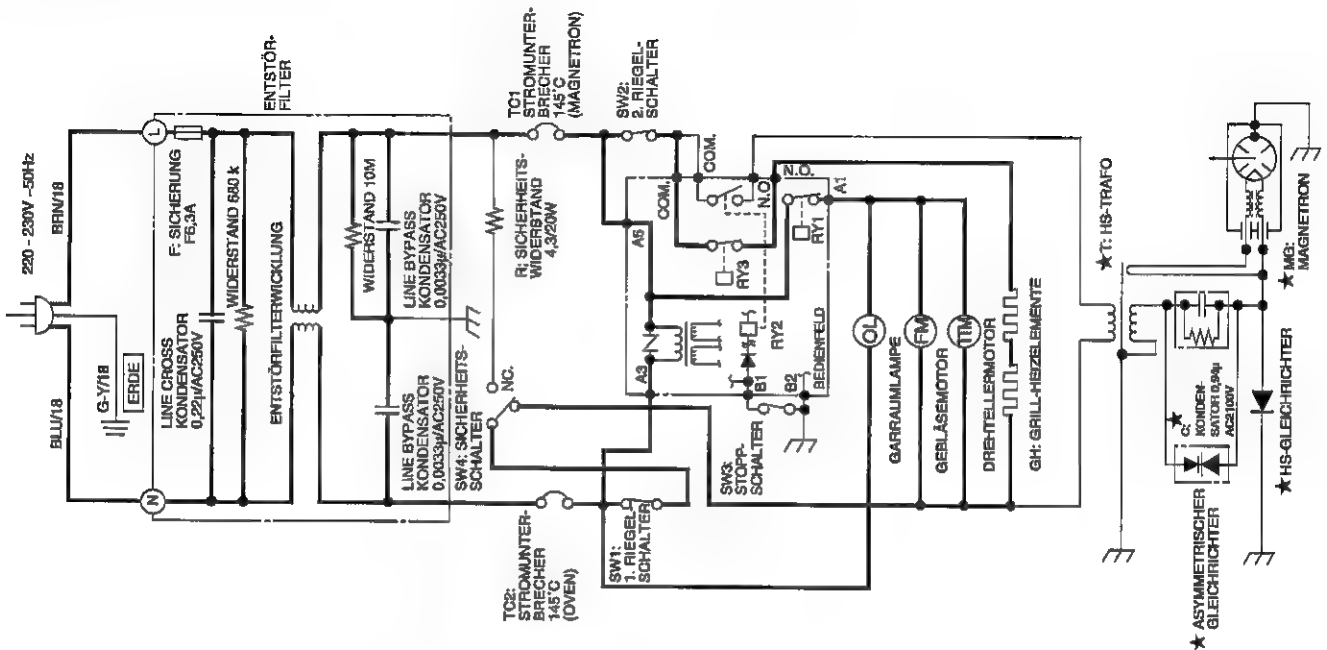 220 - 230V ~50Hz
BLU/18
BRN/18
G-Y/18
ERDE
N
L
LINE CROSS
KONDENSATOR
0,22µ/AC250V
F: SICHERUNG
F6,3A
WIDERSTAND 680 k
ENTSTÖR-
FILTER
ENTSTÖRFILTERWICKLUNG
WIDERSTAND 10M
LINE BYPASS
KONDENSATOR
0,0033µ/AC250V
LINE BYPASS
KONDENSATOR
0,0033µ/AC250V
SW4: SICHERHEITS-
SCHALTER
NC.
R: SICHERHEITS-
WIDERSTAND
4,3/20W
TC1
STROMUNTER-
BRECHER
145°C
(MAGNETRON)
TC2:
STROMUNTER-
BRECHER
145°C
(OVEN)
SW1:
1. RIEGEL-
SCHALTER
SW2:
2. RIEGEL-
SCHALTER
COM.
COM.
A5
A3
N.O.
N.O.
A1
RY1
RY3
RY2
B1
B2
BEDIENFELD
SW3:
STOPP-
SCHALTER
OL
GARRAUMLAMPE
FM
GEBLÄSEMOTOR
TTM
DREHTELLERMOTOR
GH: GRILL-HEIZELEMENTE
★ T: HS-TRAFO
★
C:
KONDEN-
SATOR 0,94µ
AC2100V
★ ASYMMETRISCHER
GLEICHRICHTER
★ HS-GLEICHRICHTER
★ MG:
MAGNETRON